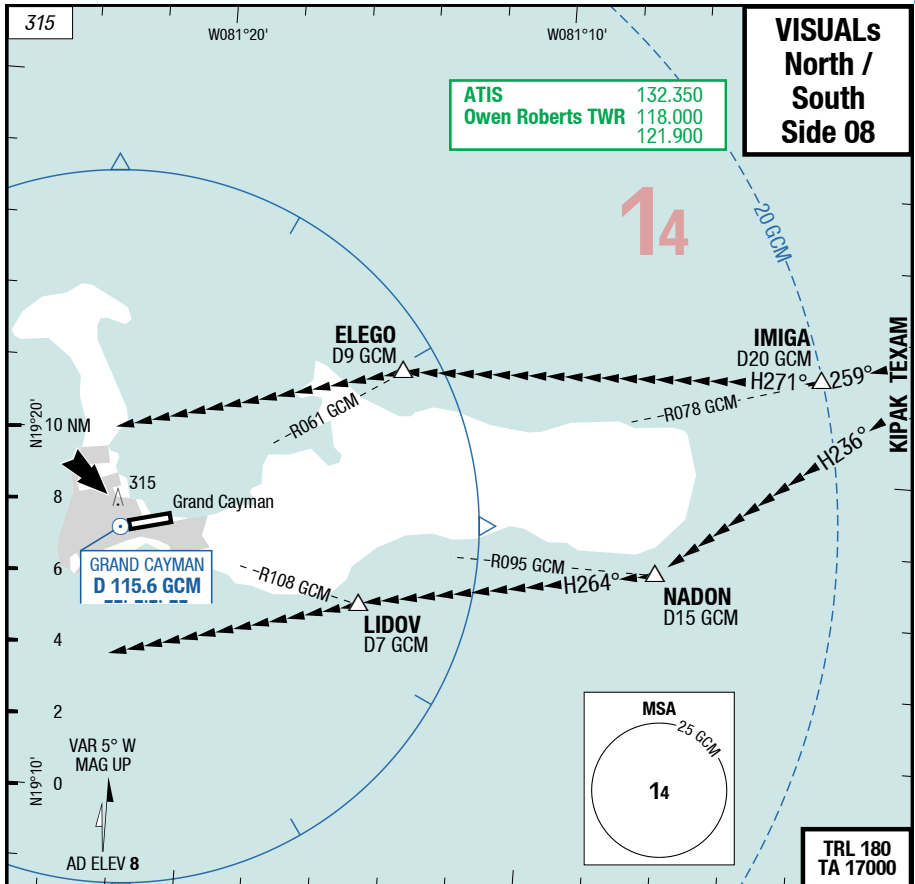 315
W081°20'
W081°10'
VISUALs
North /
South
Side 08
ATIS 132.350
Owen Roberts TWR 118.000
121.900
14
20 GCM
ELEGO
D9 GCM
IMIGA
D20 GCM
H271°
259°
TEXAM
KIPAK
R061 GCM
R078 GCM
H236°
N19°20'
10 NM
8
6
4
2
0
315
Grand Cayman
GRAND CAYMAN
D 115.6 GCM
R108 GCM
R095 GCM
H264°
NADON
D15 GCM
LIDOV
D7 GCM
MSA
25 GCM
14
VAR 5° W
MAG UP
N19°10'
AD ELEV 8
TRL 180
TA 17000